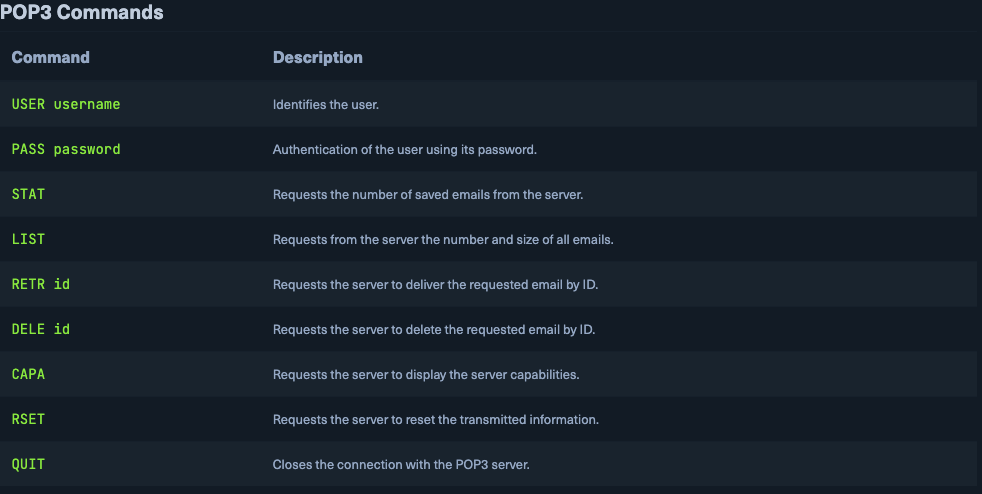 POP3 Commands
Command Description
USER username Identifies the user.
PASS password Authentication of the user using its password.
STAT Requests the number of saved emails from the server.
LIST Requests from the server the number and size of all emails.
RETR id Requests the server to deliver the requested email by ID.
DELE id Requests the server to delete the requested email by ID.
CAPA Requests the server to display the server capabilities.
RSET Requests the server to reset the transmitted information.
QUIT Closes the connection with the POP3 server.